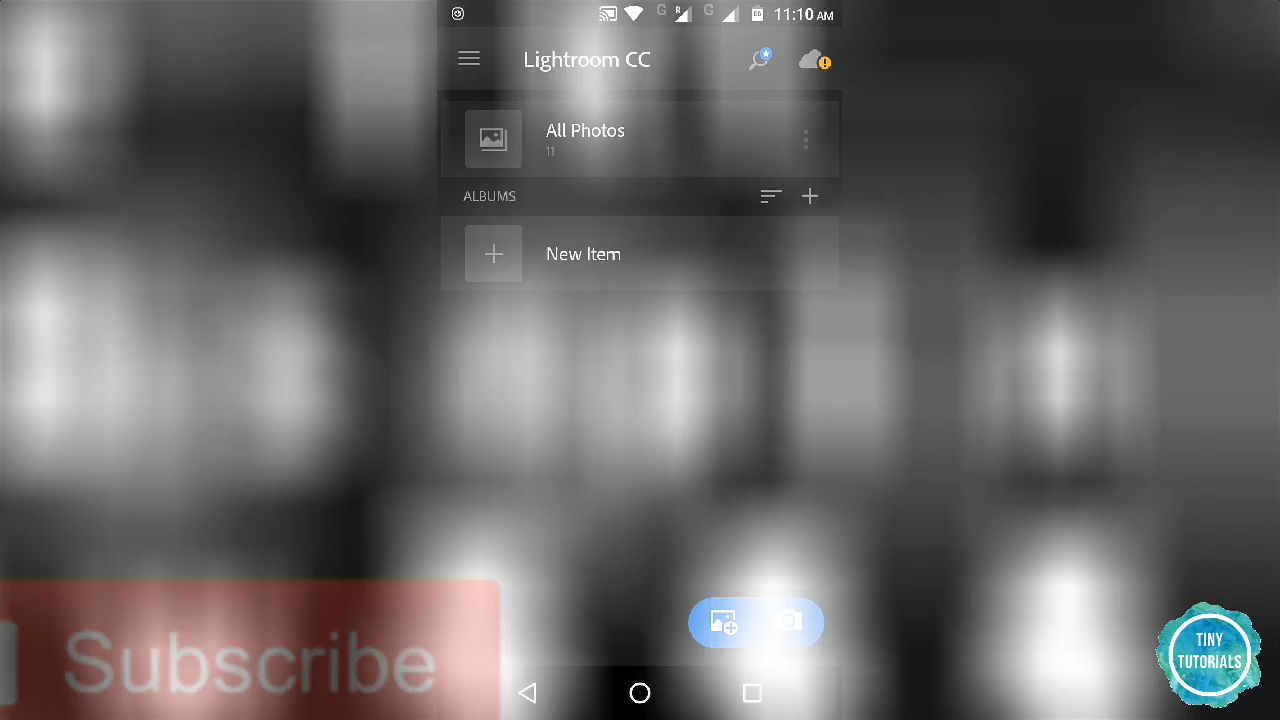 G R G 11:10 AM
Lightroom CC
All Photos
11
ALBUMS
New Item
Subscribe
TINY
TUTORIALS